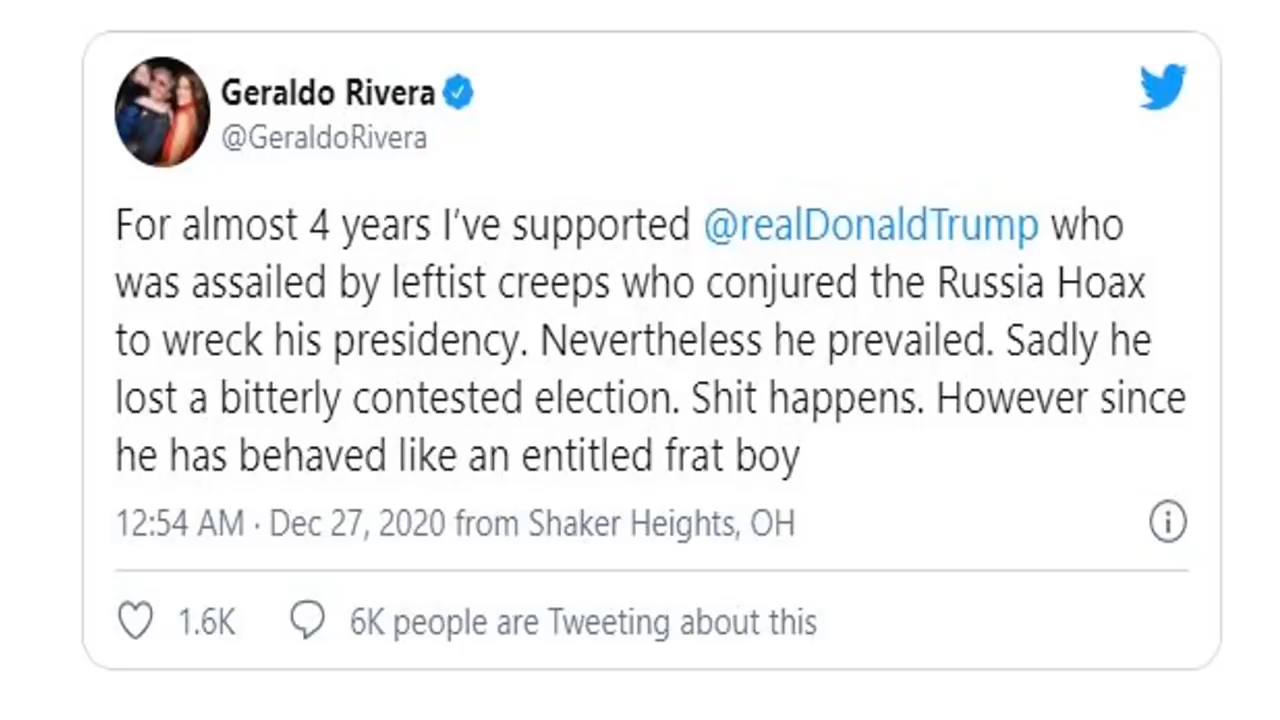 Geraldo Rivera
@GeraldoRivera
For almost 4 years I've supported @realDonaldTrump who
was assailed by leftist creeps who conjured the Russia Hoax
to wreck his presidency. Nevertheless he prevailed. Sadly he
lost a bitterly contested election. Shit happens. However since
he has behaved like an entitled frat boy
12:54 AM · Dec 27, 2020 from Shaker Heights, OH
1.6K 6K people are Tweeting about this